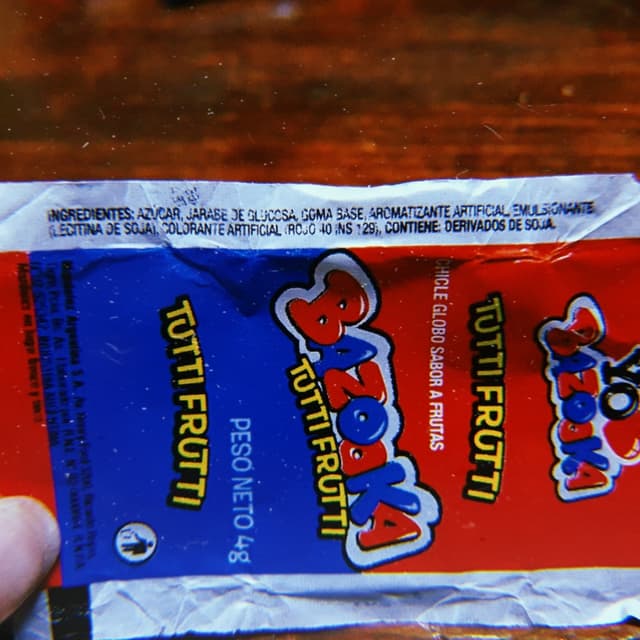 INGREDIENTES: AZÚCAR, JARABE DE GLUCOSA, GOMA BASE, AROMATIZANTE ARTIFICIAL, EMULSIONANTE
(LECITINA DE SOJA), COLORANTE ARTIFICIAL (ROJO 40 INS 129), CONTIENE: DERIVADOS DE SOJA.
TUTTI FRUTTI
PESO NETO 4g
BAZOOKA
TUTTI FRUTTI
CHICLE GLOBO SABOR A FRUTAS
TUTTI FRUTTI
YO
BAZOOKA